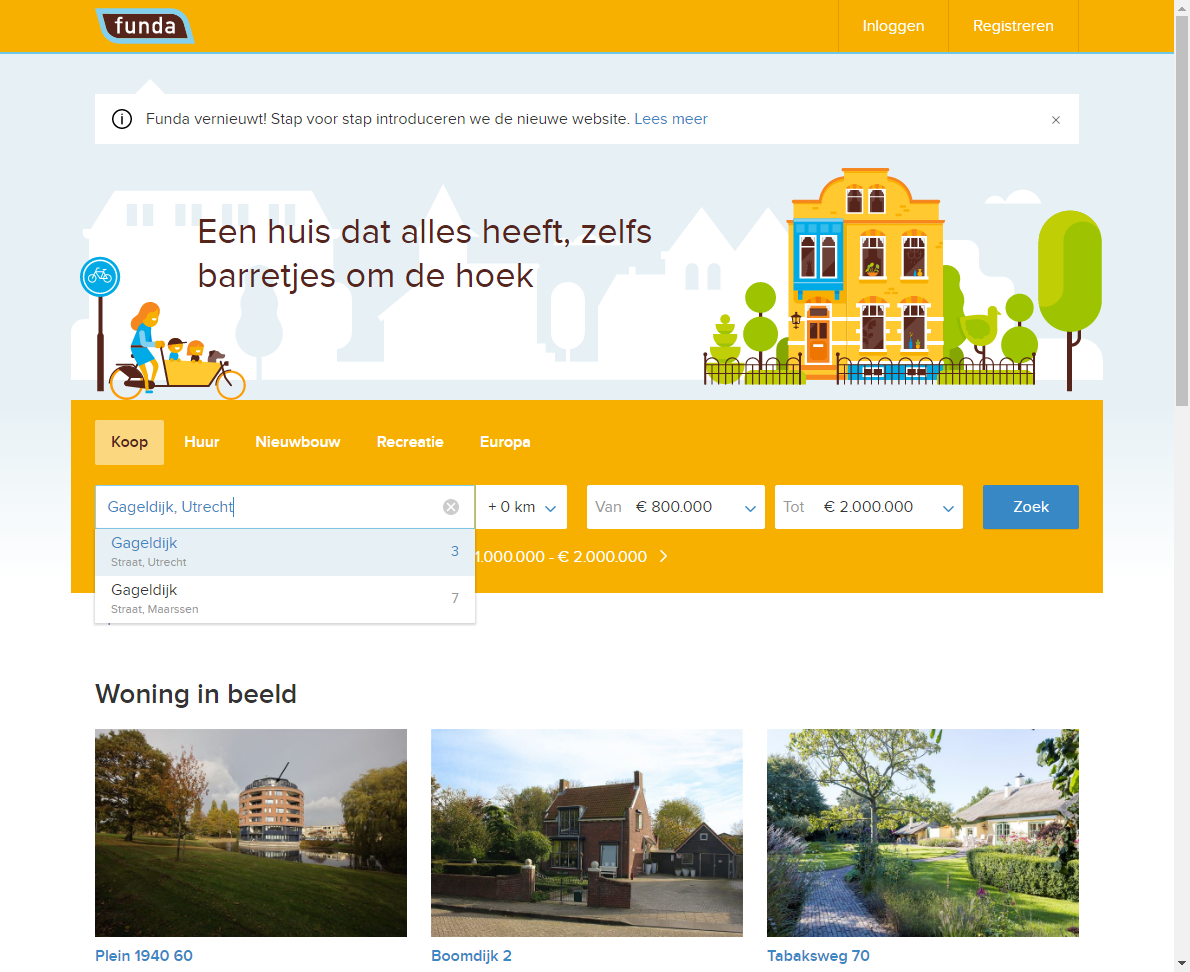 funda
Inloggen
Registreren
Funda vernieuwt! Stap voor stap introduceren we de nieuwe website. Lees meer
Een huis dat alles heeft, zelfs
barretjes om de hoek
Koop Huur Nieuwbouw Recreatie Europa
Gageldijk, Utrecht + 0 km Van € 800.000 Tot € 2.000.000 Zoek
Gageldijk 3
Straat, Utrecht
1.000.000 - € 2.000.000
Gageldijk 7
Straat, Maarssen
Woning in beeld
Plein 1940 60 Boomdijk 2 Tabaksweg 70